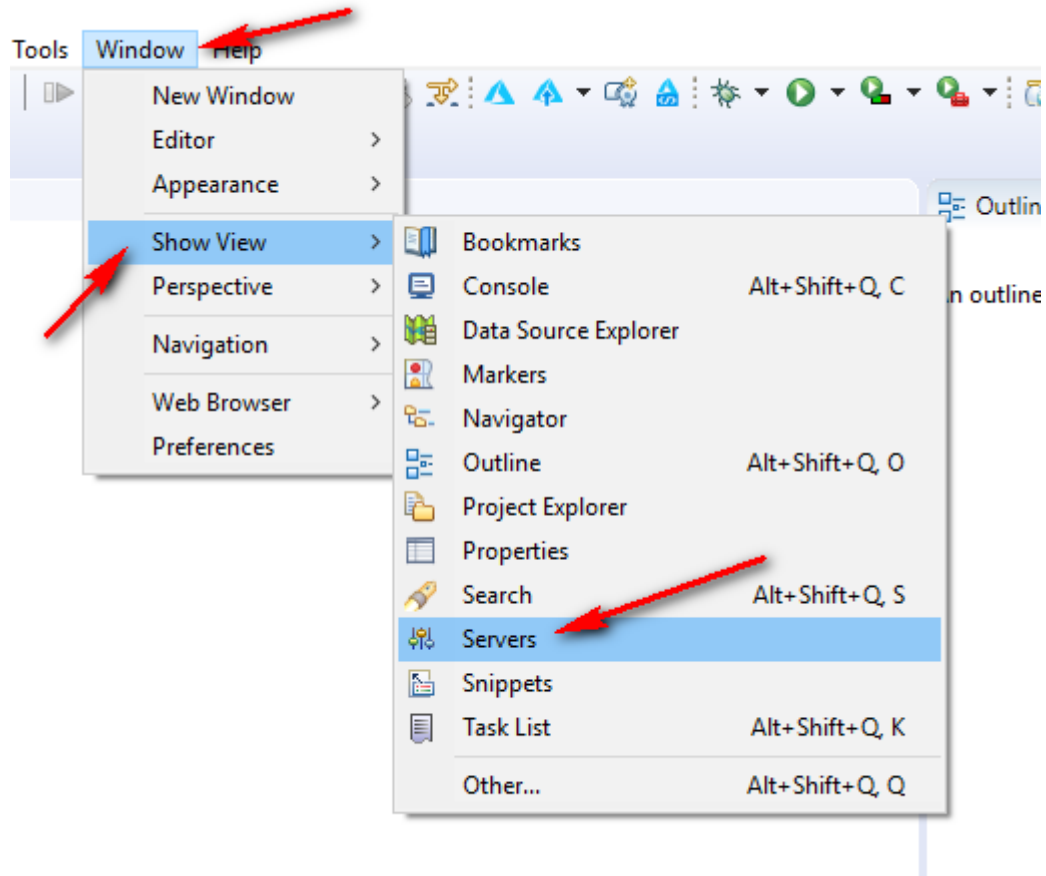 Tools Window Help
New Window
Editor
Appearance
Show View
Perspective
Navigation
Web Browser
Preferences
Bookmarks
Console Alt+Shift+Q, C
Data Source Explorer
Markers
Navigator
Outline Alt+Shift+Q, O
Project Explorer
Properties
Search Alt+Shift+Q, S
Servers
Snippets
Task List Alt+Shift+Q, K
Other... Alt+Shift+Q, Q
Outlin
n outline